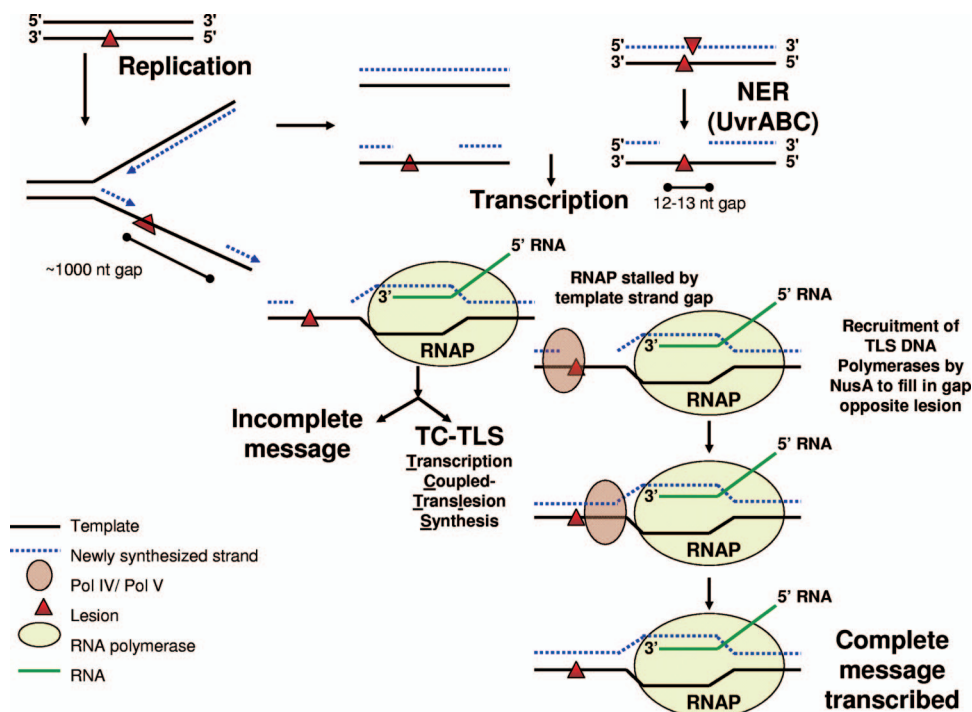 5' 3'
3' 5'
Replication
~1000 nt gap
5' 3'
3' 5'
NER
(UvrABC)
5' 3'
3' 5'
12-13 nt gap
Transcription
5' RNA
3'
RNAP
Incomplete
message
TC-TLS
Transcription
Coupled-
Translesion
Synthesis
RNAP stalled by
template strand gap
5' RNA
3'
RNAP
Recruitment of
TLS DNA
Polymerases by
NusA to fill in gap
opposite lesion
5' RNA
3'
RNAP
5' RNA
3'
RNAP
Complete
message
transcribed
Template
Newly synthesized strand
Pol IV/ Pol V
Lesion
RNA polymerase
RNA